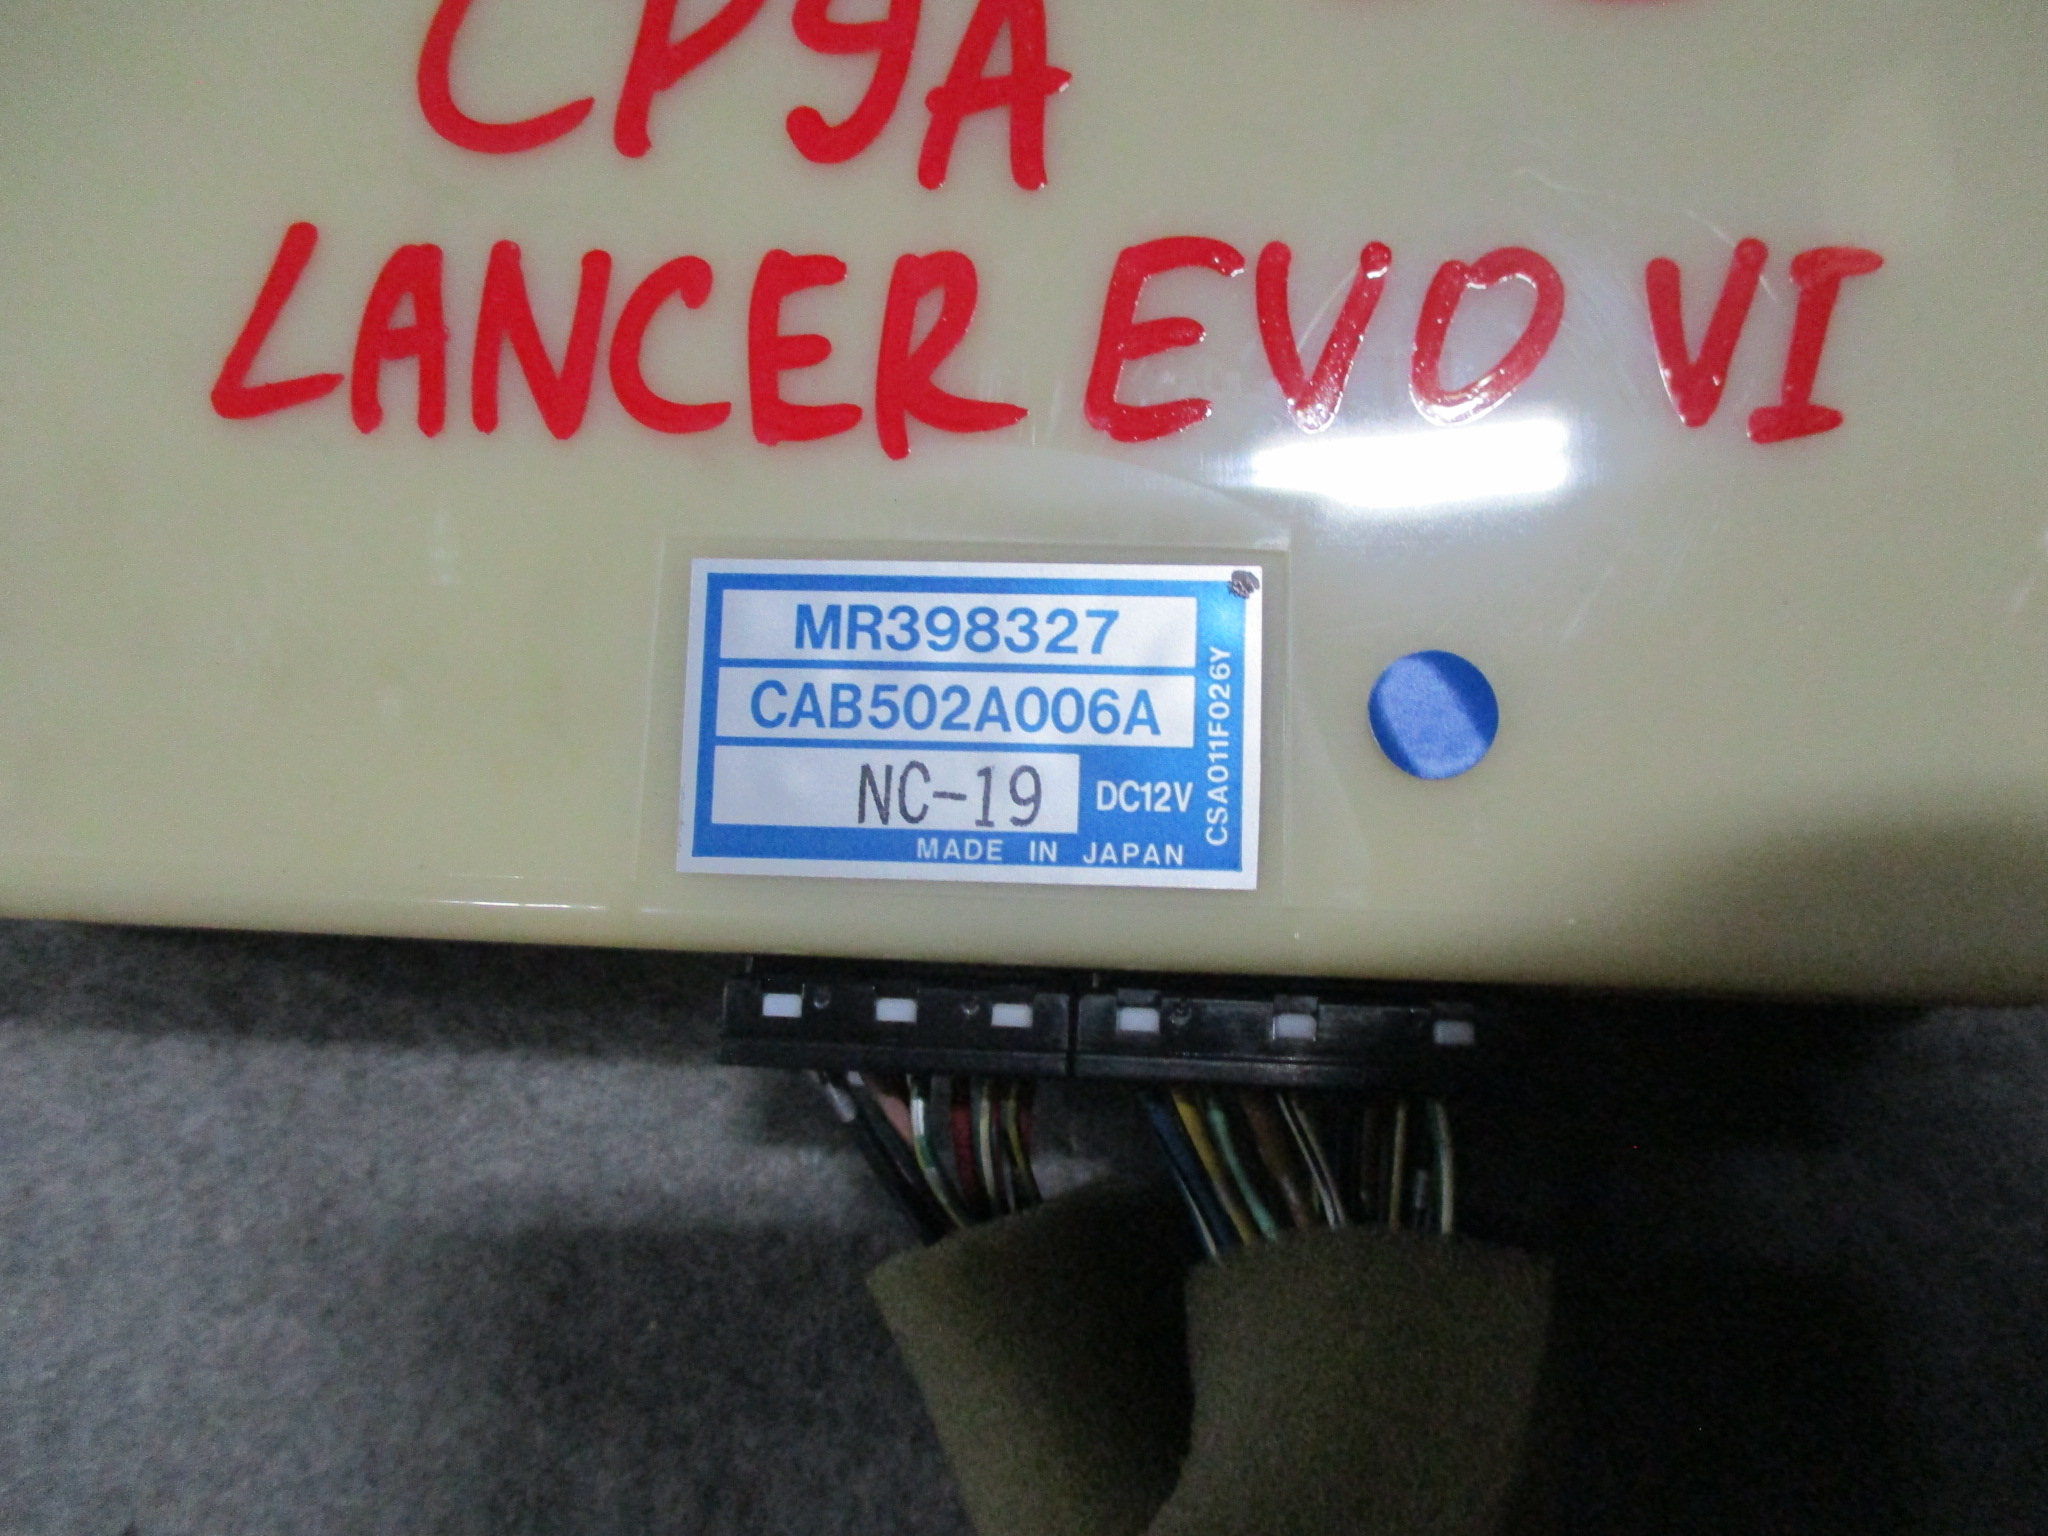 CP9A
LANCER EVO VI
MR398327
CAB502A006A
NC-19
DC12V
MADE IN JAPAN
CSA011F026Y